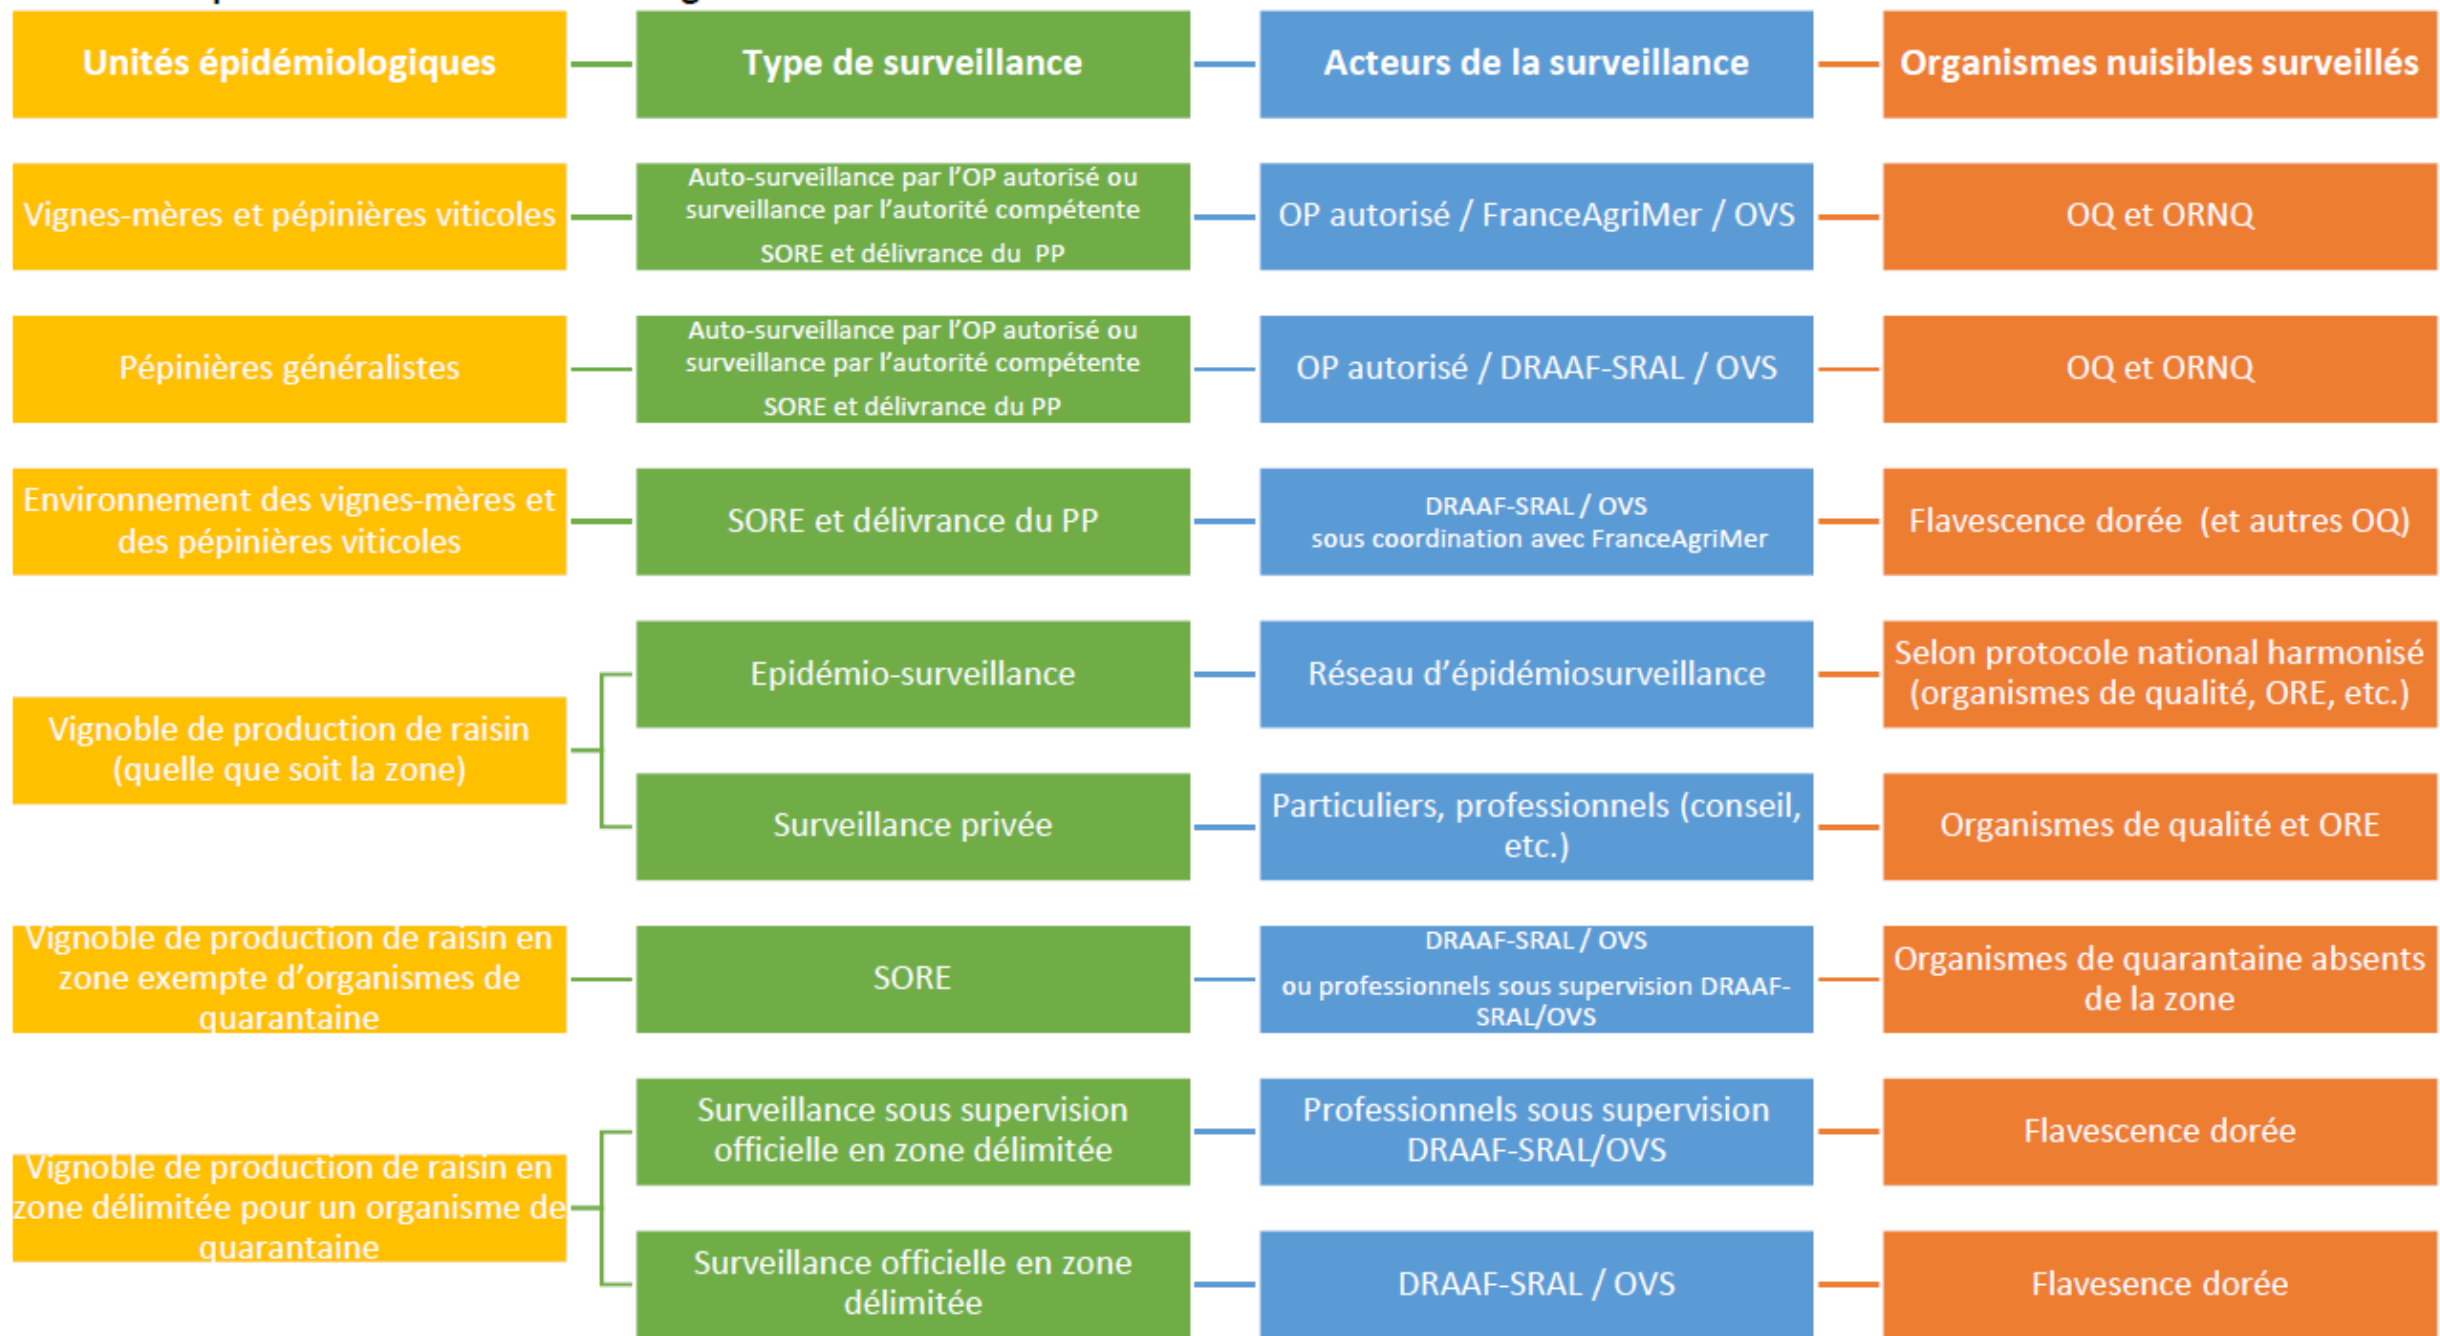 Unités épidémiologiques
Type de surveillance
Acteurs de la surveillance
Organismes nuisibles surveillés
Vignes-mères et pépinières viticoles
Auto-surveillance par l'OP autorisé ou
surveillance par l'autorité compétente
SORE et délivrance du PP
OP autorisé / FranceAgriMer / OVS
OQ et ORNQ
Pépinières généralistes
Auto-surveillance par l'OP autorisé ou
surveillance par l'autorité compétente
SORE et délivrance du PP
OP autorisé / DRAAF-SRAL / OVS
OQ et ORNQ
Environnement des vignes-mères et
des pépinières viticoles
SORE et délivrance du PP
DRAAF-SRAL / OVS
sous coordination avec FranceAgriMer
Flavescence dorée (et autres OQ)
Vignoble de production de raisin
(quelle que soit la zone)
Epidémio-surveillance
Réseau d'épidémiosurveillance
Selon protocole national harmonisé
(organismes de qualité, ORE, etc.)
Surveillance privée
Particuliers, professionnels (conseil,
etc.)
Organismes de qualité et ORE
Vignoble de production de raisin en
zone exempte d'organismes de
quarantaine
SORE
DRAAF-SRAL / OVS
ou professionnels sous supervision DRAAF-
SRAL/OVS
Organismes de quarantaine absents
de la zone
Vignoble de production de raisin en
zone délimitée pour un organisme de
quarantaine
Surveillance sous supervision
officielle en zone délimitée
Professionnels sous supervision
DRAAF-SRAL/OVS
Flavescence dorée
Surveillance officielle en zone
délimitée
DRAAF-SRAL / OVS
Flavesence dorée